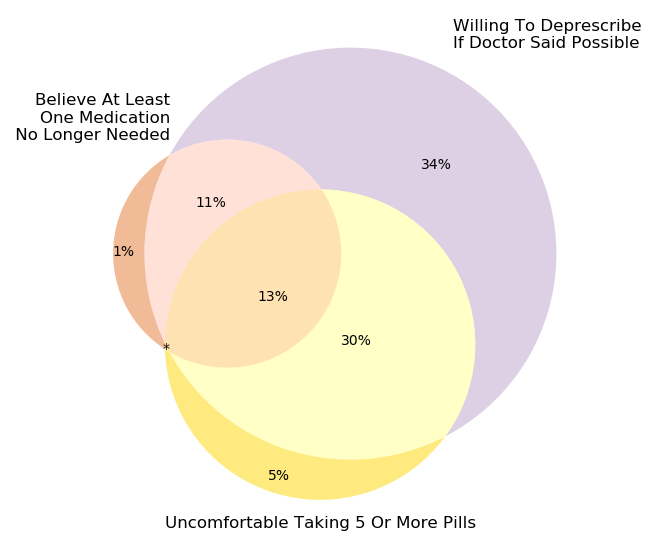 Willing To Deprescribe
If Doctor Said Possible
Believe At Least
One Medication
No Longer Needed
34%
11%
1%
13%
30%
*
5%
Uncomfortable Taking 5 Or More Pills